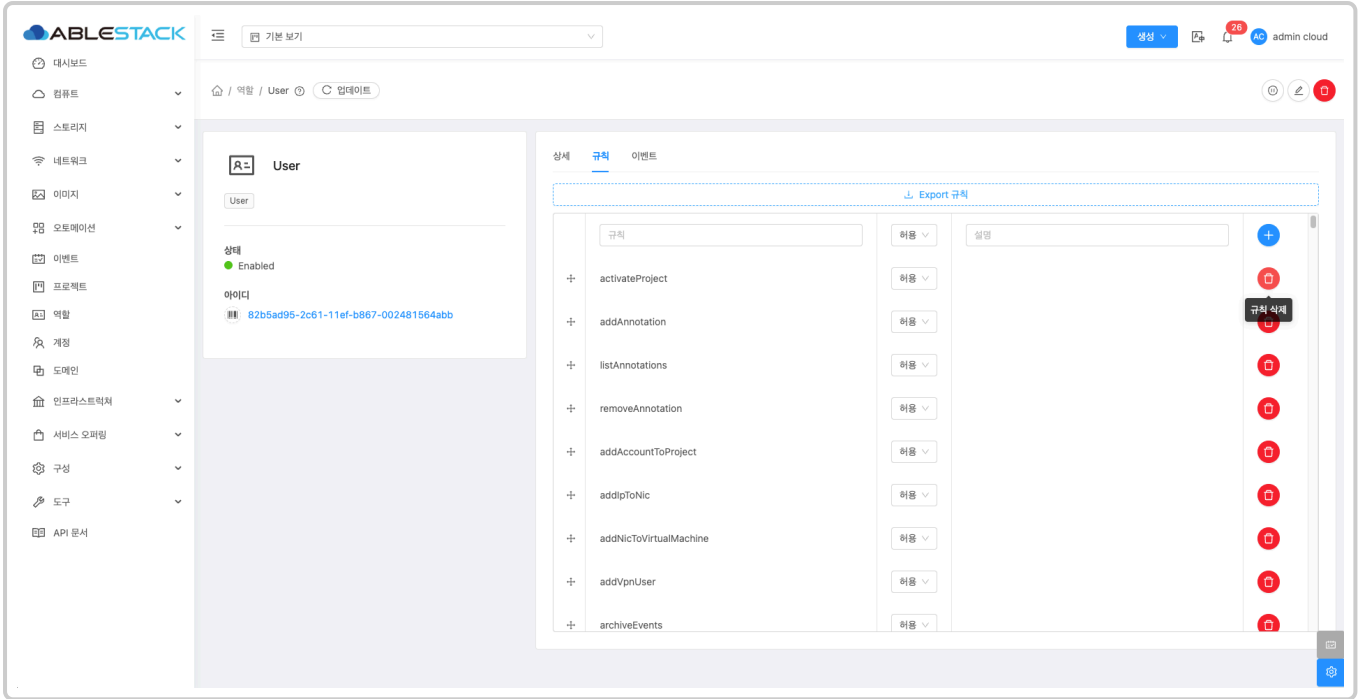 ABLESTACK
기본 보기
생성
26
AC
admin cloud
대시보드
컴퓨트
스토리지
네트워크
이미지
오토메이션
이벤트
프로젝트
역할
계정
도메인
인프라스트럭쳐
서비스 오퍼링
구성
도구
API 문서
/ 역할 / User
업데이트
User
User
상태
Enabled
아이디
82b5ad95-2c61-11ef-b867-002481564abb
상세 규칙 이벤트
Export 규칙
규칙 허용 설명
activateProject 허용
규칙 삭제
addAnnotation 허용
listAnnotations 허용
removeAnnotation 허용
addAccountToProject 허용
addIpToNic 허용
addNicToVirtualMachine 허용
addVpnUser 허용
archiveEvents 허용